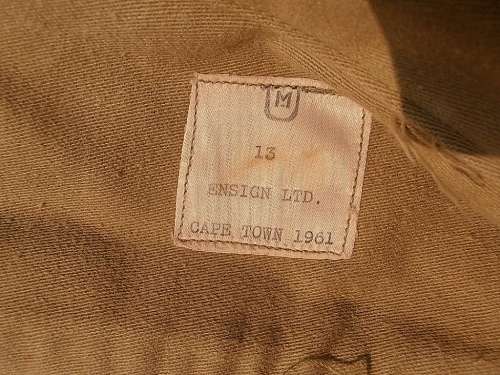 M
13
ENSIGN LTD.
CAPE TOWN 1961